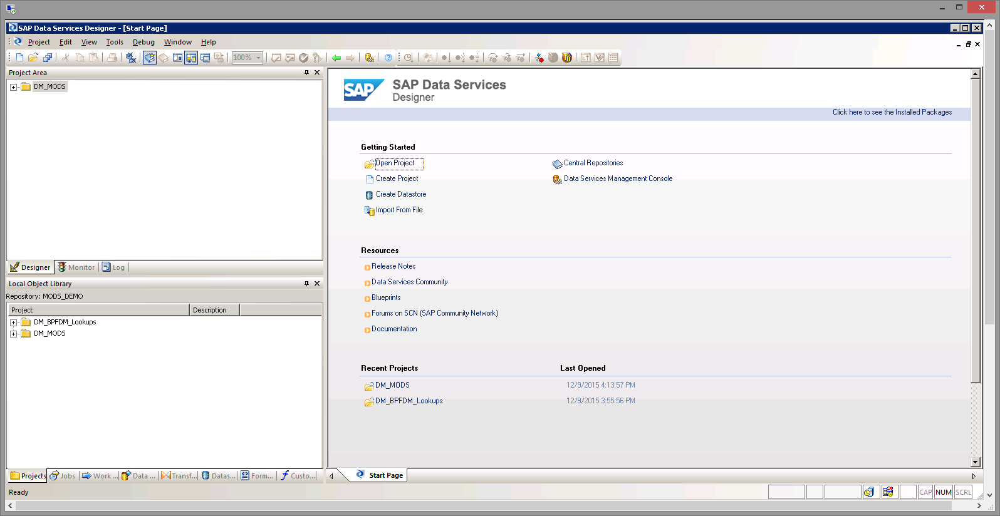 SAP Data Services Designer - [Start Page]
Project Edit View Tools Debug Window Help
100%
Project Area
DM_MODS
Designer Monitor Log
Local Object Library
Repository: MODS_DEMO
Project Description
DM_BPFDM_Lookups
DM_MODS
Projects Jobs Work ... Data ... Transf... Datas... Form... Custo...
SAP
SAP Data Services
Designer
Click here to see the Installed Packages
Getting Started
Open Project Central Repositories
Create Project Data Services Management Console
Create Datastore
Import From File
Resources
Release Notes
Data Services Community
Blueprints
Forums on SCN (SAP Community Network)
Documentation
Recent Projects Last Opened
DM_MODS 12/9/2015 4:13:57 PM
DM_BPFDM_Lookups 12/9/2015 3:55:56 PM
Start Page
Ready CAP NUM SCRL